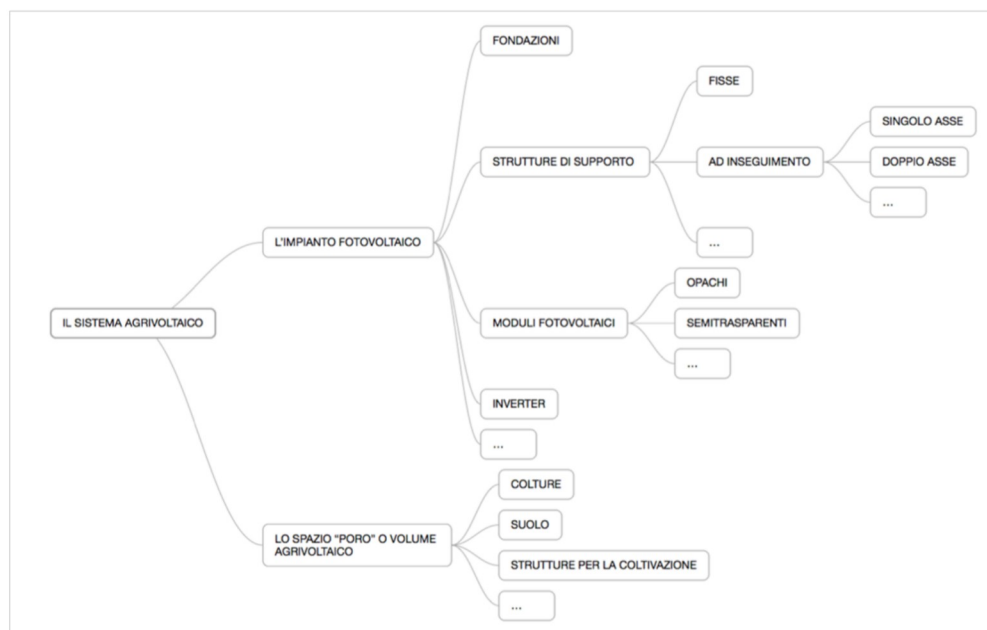 FONDAZIONI
FISSE
SINGOLO ASSE
STRUTTURE DI SUPPORTO
AD INSEGUIMENTO
DOPPIO ASSE
...
L'IMPIANTO FOTOVOLTAICO
...
OPACHI
IL SISTEMA AGRIVOLTAICO
MODULI FOTOVOLTAICI
SEMITRASPARENTI
...
INVERTER
...
COLTURE
SUOLO
LO SPAZIO "PORO" O VOLUME
AGRIVOLTAICO
STRUTTURE PER LA COLTIVAZIONE
...